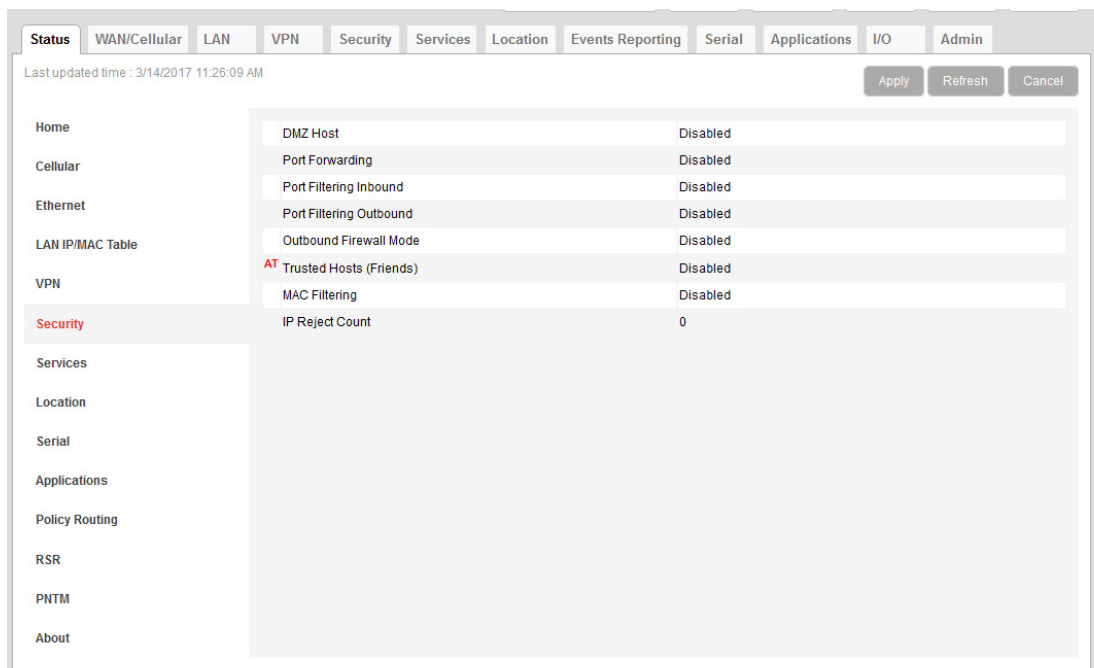 Status WAN/Cellular LAN VPN Security Services Location Events Reporting Serial Applications I/O Admin
Last updated time : 3/14/2017 11:26:09 AM
Apply Refresh Cancel
Home
Cellular
Ethernet
LAN IP/MAC Table
VPN
Security
Services
Location
Serial
Applications
Policy Routing
RSR
PNTM
About
DMZ Host Disabled
Port Forwarding Disabled
Port Filtering Inbound Disabled
Port Filtering Outbound Disabled
Outbound Firewall Mode Disabled
AT Trusted Hosts (Friends) Disabled
MAC Filtering Disabled
IP Reject Count 0